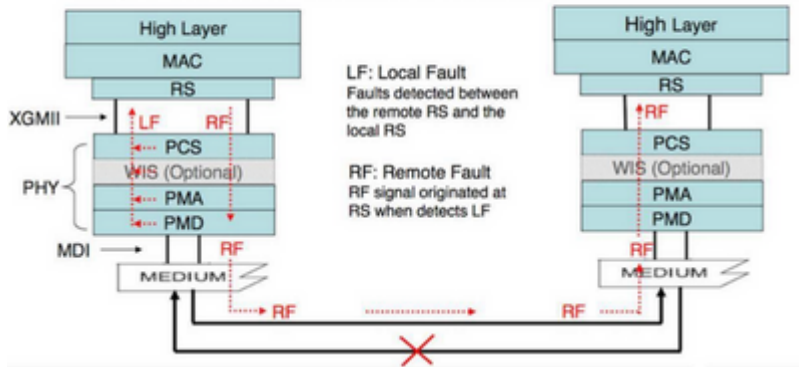 High Layer
MAC
RS
XGMII
LF
RF
PCS
WIS (Optional)
PHY
PMA
PMD
MDI
RF
MEDIUM
RF
LF: Local Fault
Faults detected between
the remote RS and the
local RS
RF: Remote Fault
RF signal originated at
RS when detects LF
High Layer
MAC
RS
RF
PCS
WIS (Optional)
PMA
PMD
RF
MEDIUM
RF